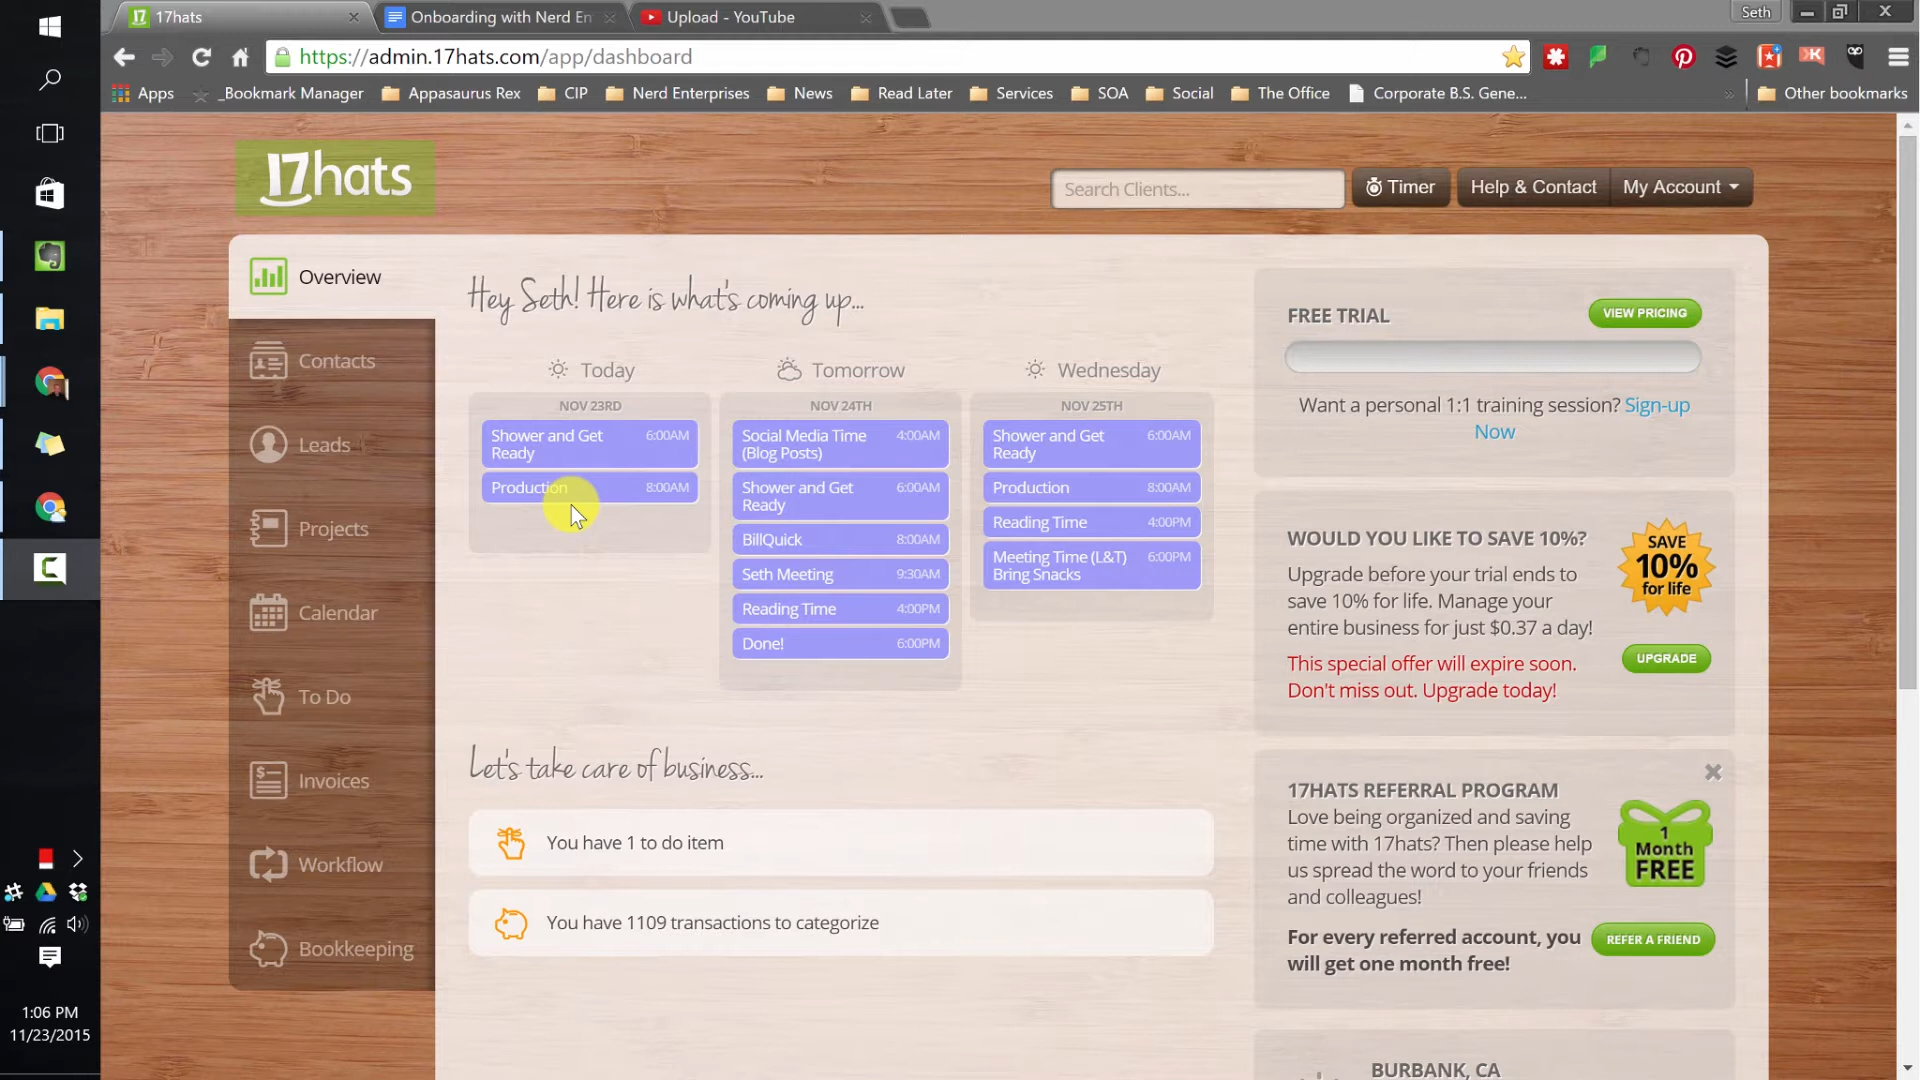 17hats
Onboarding with Nerd En
Upload - YouTube
Seth
https://admin.17hats.com/app/dashboard
Apps
_Bookmark Manager
Appasaurus Rex
CIP
Nerd Enterprises
News
Read Later
Services
SOA
Social
The Office
Corporate B.S. Gene...
Other bookmarks
17hats
Search Clients...
Timer
Help & Contact
My Account
Overview
Contacts
Leads
Projects
Calendar
To Do
Invoices
Workflow
Bookkeeping
Hey Seth! Here is what's coming up...
Today
NOV 23RD
Shower and Get 6:00AM
Ready
Production 8:00AM
Tomorrow
NOV 24TH
Social Media Time 4:00AM
(Blog Posts)
Shower and Get 6:00AM
Ready
BillQuick 8:00AM
Seth Meeting 9:30AM
Reading Time 4:00PM
Done! 6:00PM
Wednesday
NOV 25TH
Shower and Get 6:00AM
Ready
Production 8:00AM
Reading Time 4:00PM
Meeting Time (L&T) 6:00PM
Bring Snacks
Let's take care of business...
You have 1 to do item
You have 1109 transactions to categorize
FREE TRIAL
VIEW PRICING
Want a personal 1:1 training session? Sign-up
Now
WOULD YOU LIKE TO SAVE 10%?
Upgrade before your trial ends to
save 10% for life. Manage your
entire business for just $0.37 a day!
This special offer will expire soon.
Don't miss out. Upgrade today!
SAVE
10%
for life
UPGRADE
17HATS REFERRAL PROGRAM
Love being organized and saving
time with 17hats? Then please help
us spread the word to your friends
and colleagues!
For every referred account, you
will get one month free!
1
Month
FREE
REFER A FRIEND
BURBANK, CA
1:06 PM
11/23/2015